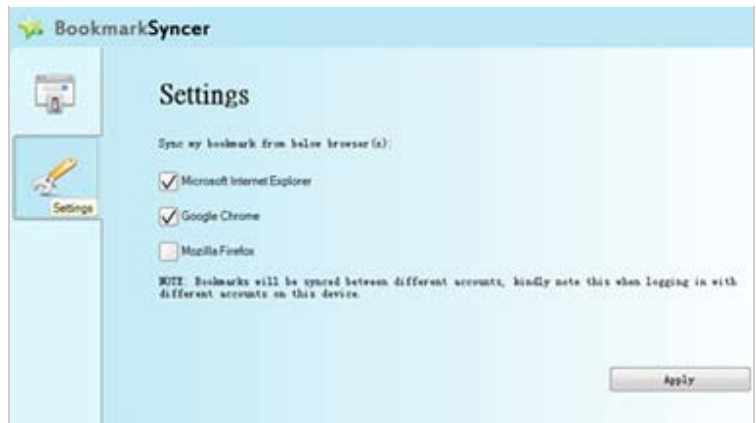 BookmarkSyncer
Settings
Sync my bookmark from below browser(s):
Microsoft Internet Explorer
Settings
Google Chrome
Mozilla Firefox
NOTE: Bookmarks will be synced between different accounts, kindly note this when logging in with
different accounts on this device.
Apply